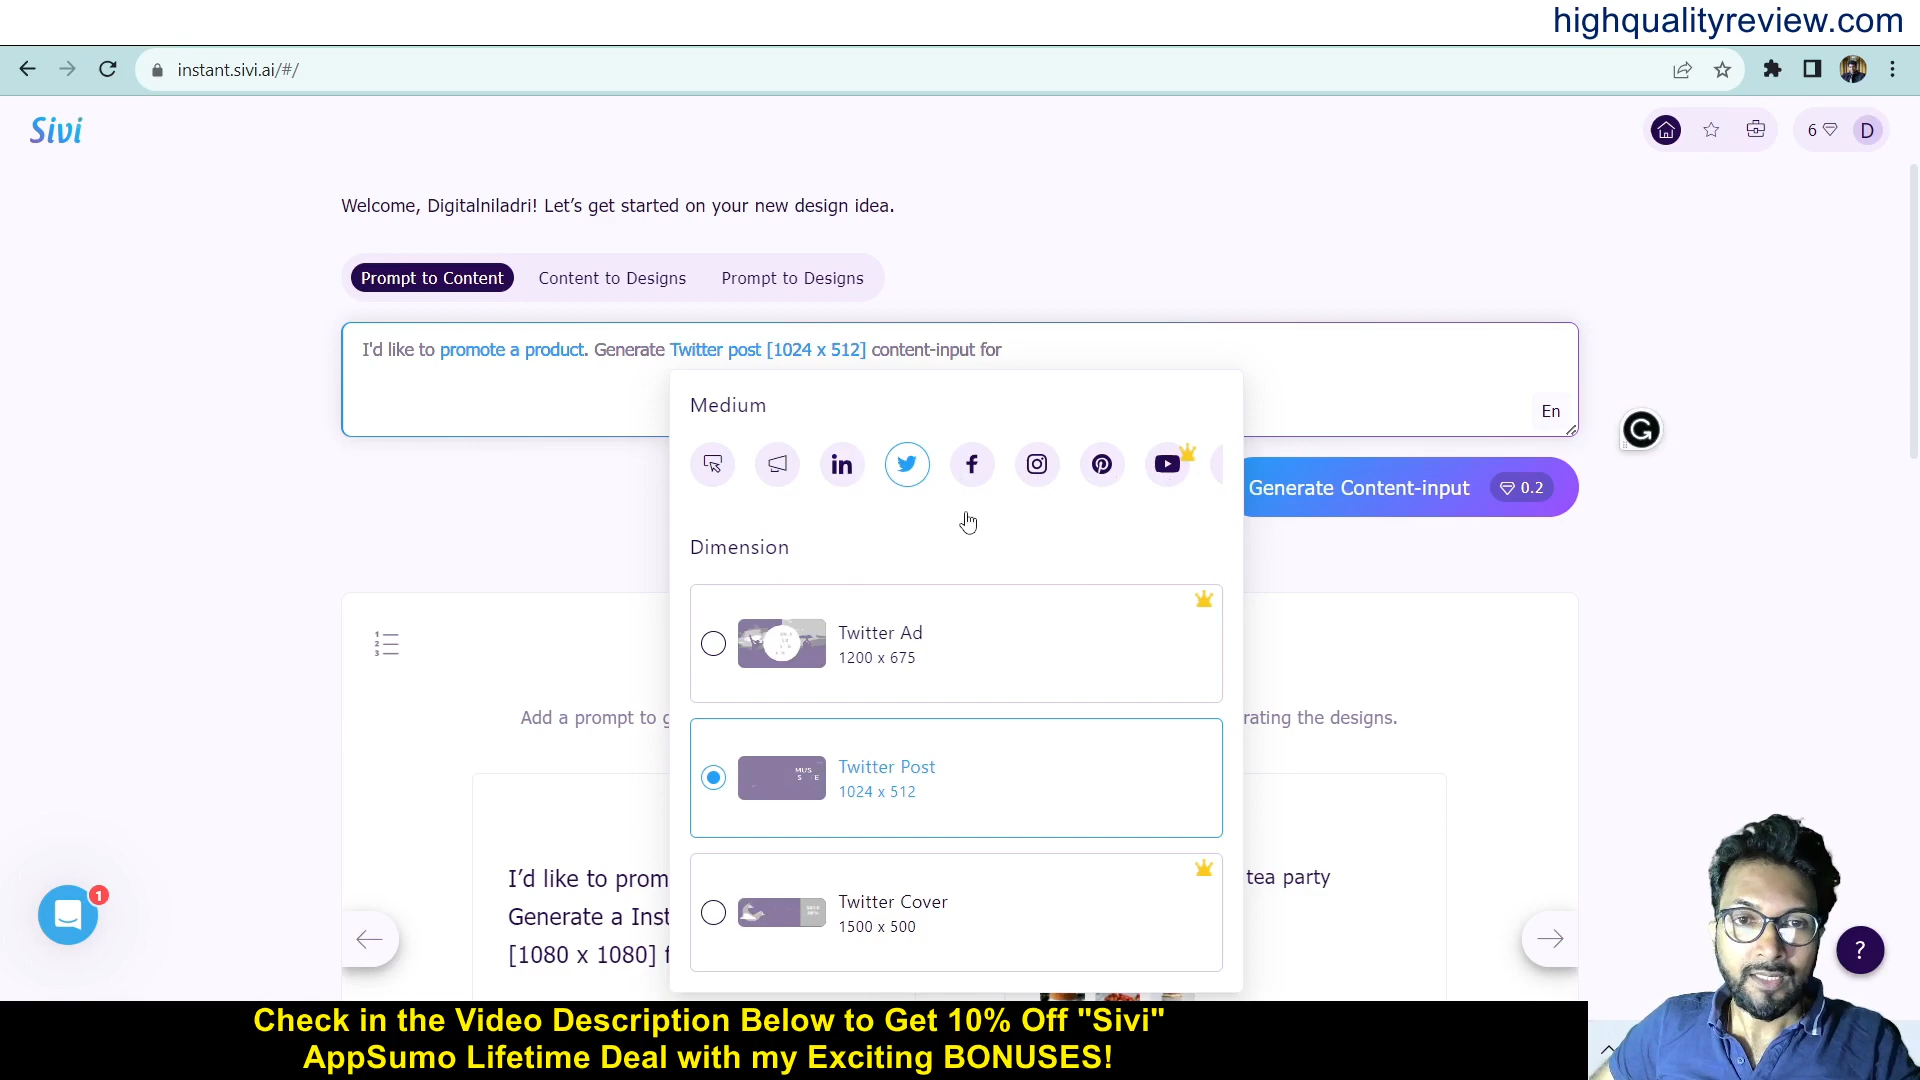 highqualityreview.com
instant.sivi.ai/#/
Sivi
6
D
Welcome, Digitalniladri! Let's get started on your new design idea.
Prompt to Content
Content to Designs
Prompt to Designs
I'd like to promote a product. Generate Twitter post [1024 x 512] content-input for
En
Medium
Generate Content-input
0.2
Dimension
Twitter Ad
1200 x 675
Add a prompt to g
rating the designs.
Twitter Post
1024 x 512
I'd like to prom
Generate a Inst
[1080 x 1080] f
tea party
Twitter Cover
1500 x 500
1
?
Check in the Video Description Below to Get 10% Off "Sivi"
AppSumo Lifetime Deal with my Exciting BONUSES!